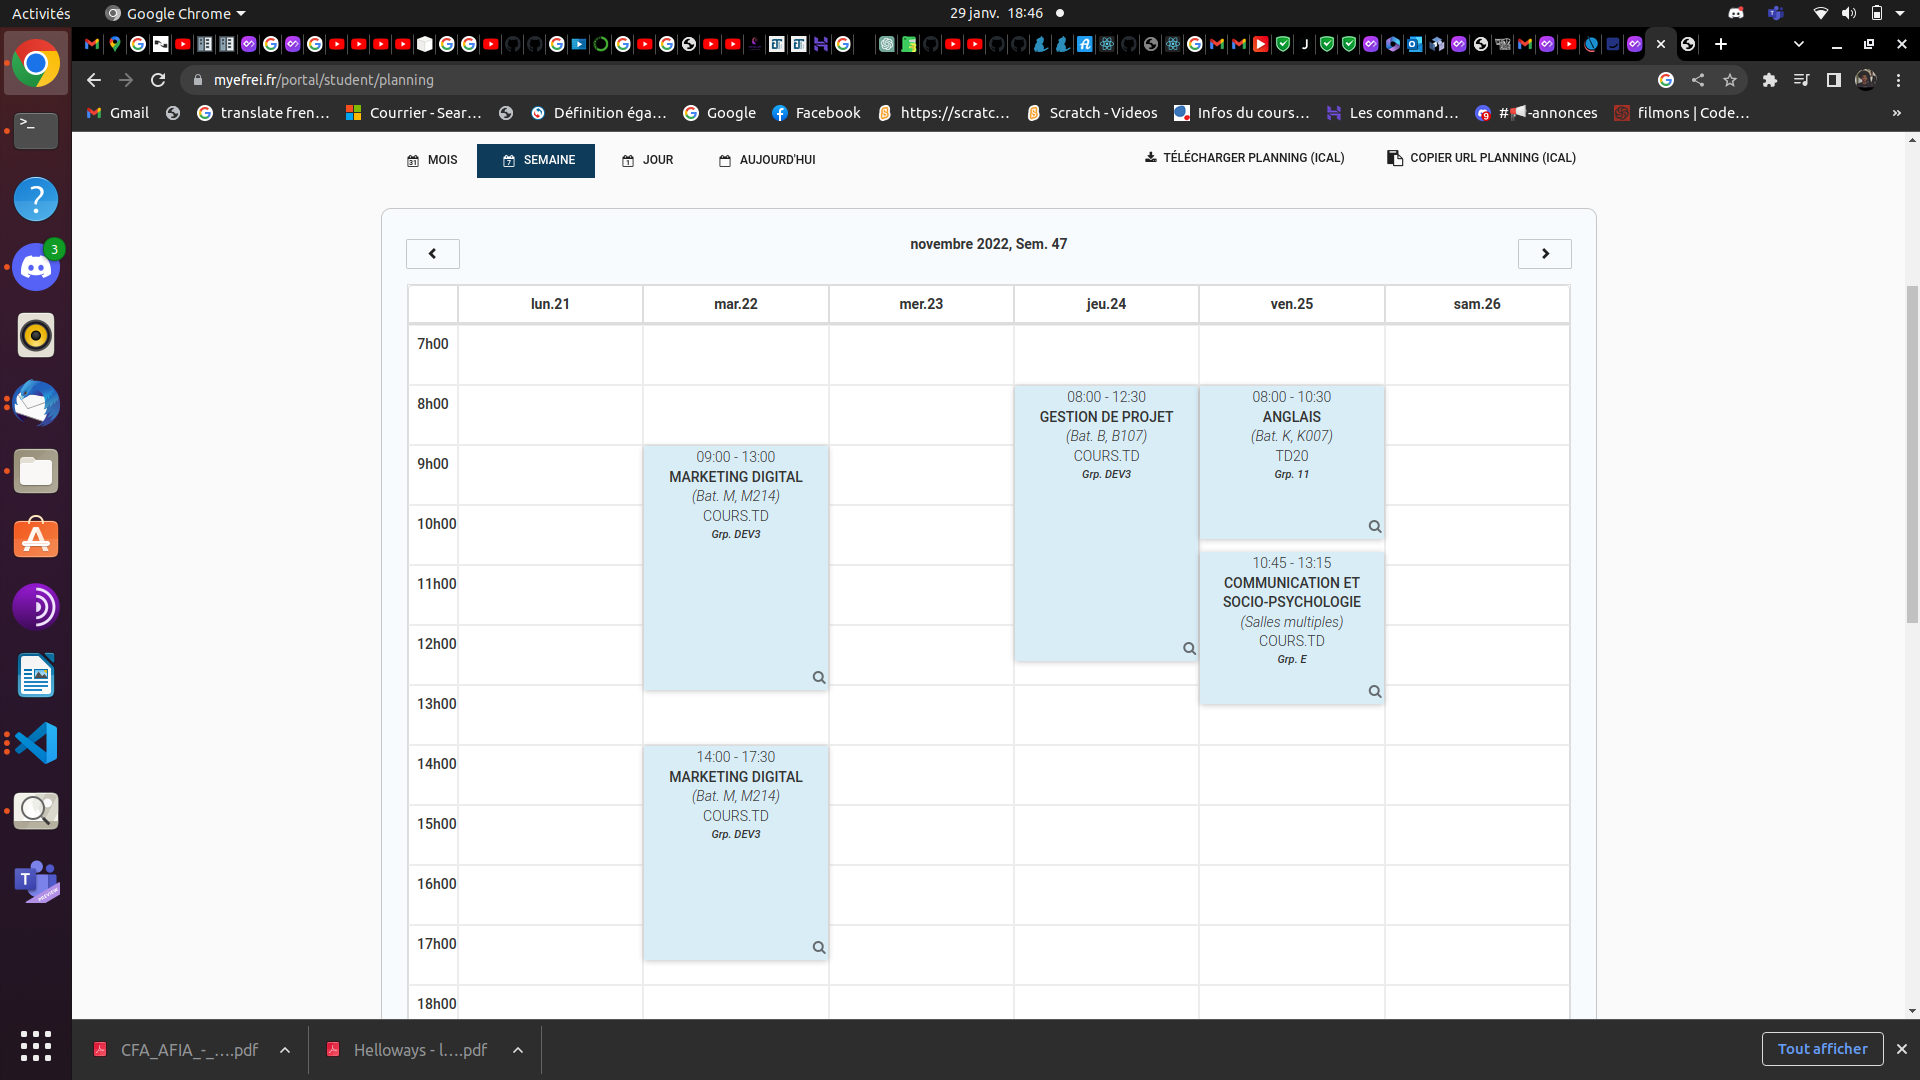 Activités
Google Chrome
29 janv. 18:46
myefrei.fr/portal/student/planning
Gmail
translate fren…
Courrier - Sear…
Définition éga…
Google
Facebook
https://scratc…
Scratch - Videos
Infos du cours…
Les command…
#📢-annonces
filmons | Code…
»
MOIS
SEMAINE
JOUR
AUJOURD'HUI
TÉLÉCHARGER PLANNING (ICAL)
COPIER URL PLANNING (ICAL)
novembre 2022, Sem. 47
lun.21
mar.22
mer.23
jeu.24
ven.25
sam.26
7h00
8h00
9h00
10h00
11h00
12h00
13h00
14h00
15h00
16h00
17h00
18h00
09:00 - 13:00
MARKETING DIGITAL
(Bat. M, M214)
COURS.TD
Grp. DEV3
14:00 - 17:30
MARKETING DIGITAL
(Bat. M, M214)
COURS.TD
Grp. DEV3
08:00 - 12:30
GESTION DE PROJET
(Bat. B, B107)
COURS.TD
Grp. DEV3
08:00 - 10:30
ANGLAIS
(Bat. K, K007)
TD20
Grp. 11
10:45 - 13:15
COMMUNICATION ET
SOCIO-PSYCHOLOGIE
(Salles multiples)
COURS.TD
Grp. E
3
CFA_AFIA_-_….pdf
Helloways - l….pdf
Tout afficher